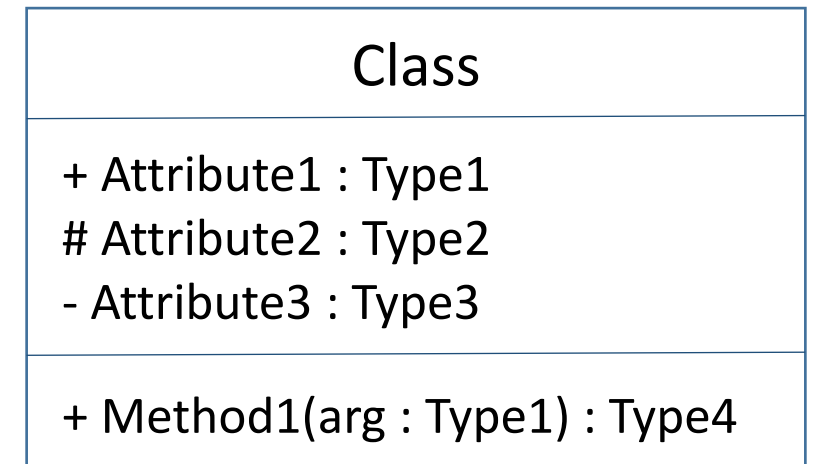 Class
+ Attribute1 : Type1
# Attribute2 : Type2
- Attribute3 : Type3
+ Method1(arg : Type1) : Type4